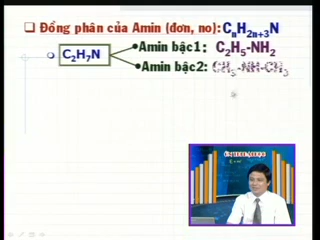 ❑ Đồng phân của Amin (đơn, no): CₙH₂ₙ₊₃N
C₂H₇N
Amin bậc1: C₂H₅-NH₂
Amin bậc2: CH₃-NH-CH₃